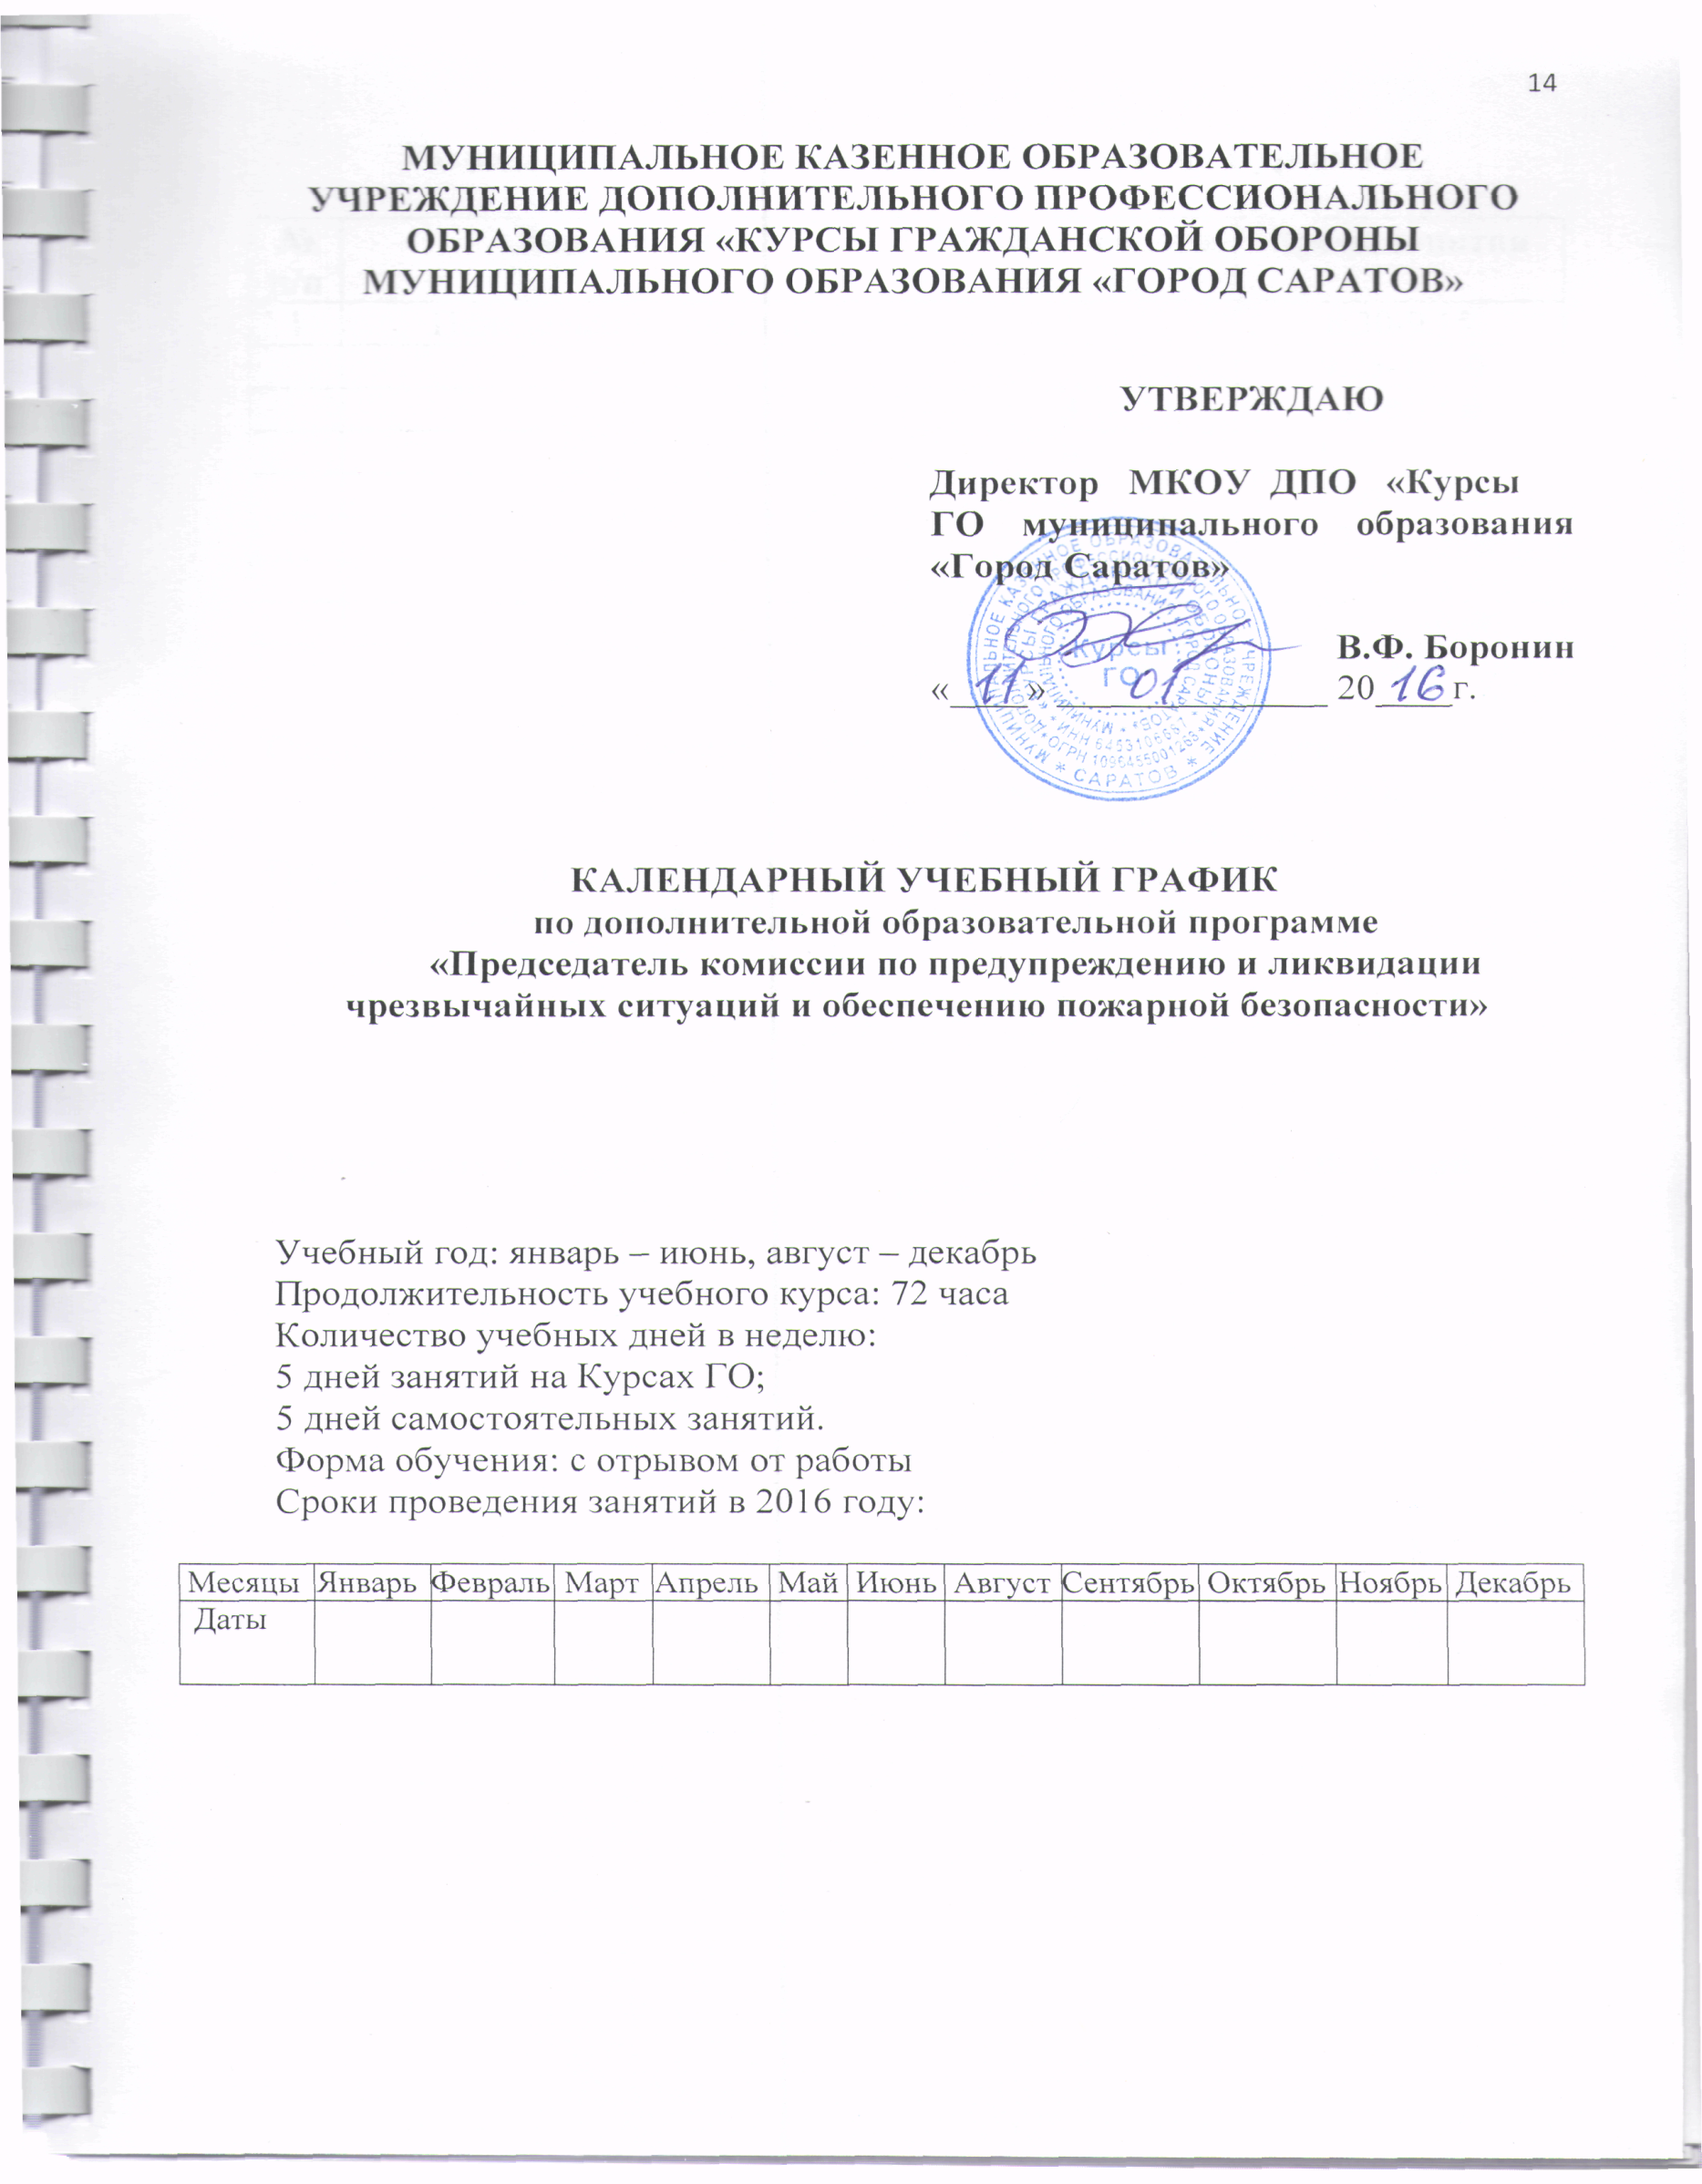 14
МУНИЦИПАЛЬНОЕ КАЗЕННОЕ ОБРАЗОВАТЕЛЬНОЕ
УЧРЕЖДЕНИЕ ДОПОЛНИТЕЛЬНОГО ПРОФЕССИОНАЛЬНОГО
ОБРАЗОВАНИЯ «КУРСЫ ГРАЖДАНСКОЙ ОБОРОНЫ
МУНИЦИПАЛЬНОГО ОБРАЗОВАНИЯ «ГОРОД САРАТОВ»
УТВЕРЖДАЮ
Директор МКОУ ДПО «Курсы
ГО муниципального образования
«Город Саратов»
В.Ф. Боронин
« 11 » 01 20 16 г.
Курсы
ГО
САРАТОВ
КАЛЕНДАРНЫЙ УЧЕБНЫЙ ГРАФИК
по дополнительной образовательной программе
«Председатель комиссии по предупреждению и ликвидации
чрезвычайных ситуаций и обеспечению пожарной безопасности»
Учебный год: январь – июнь, август – декабрь
Продолжительность учебного курса: 72 часа
Количество учебных дней в неделю:
5 дней занятий на Курсах ГО;
5 дней самостоятельных занятий.
Форма обучения: с отрывом от работы
Сроки проведения занятий в 2016 году:
Месяцы Январь Февраль Март Апрель Май Июнь Август Сентябрь Октябрь Ноябрь Декабрь
Даты